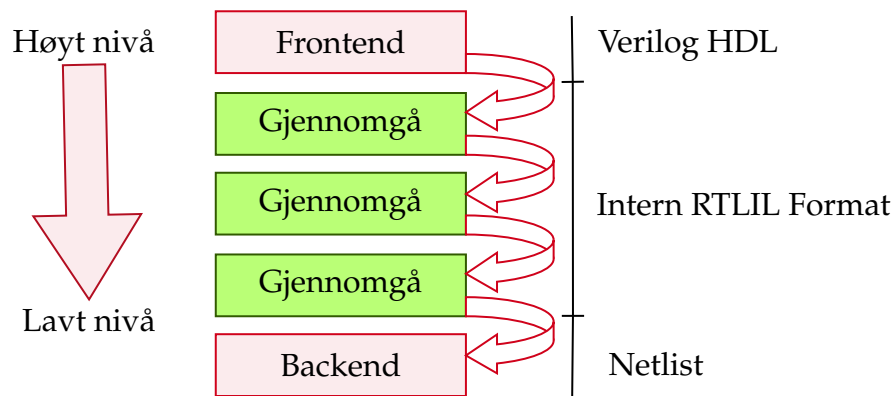 Høyt nivå
Frontend
Verilog HDL
Gjennomgå
Gjennomgå
Intern RTLIL Format
Gjennomgå
Lavt nivå
Backend
Netlist